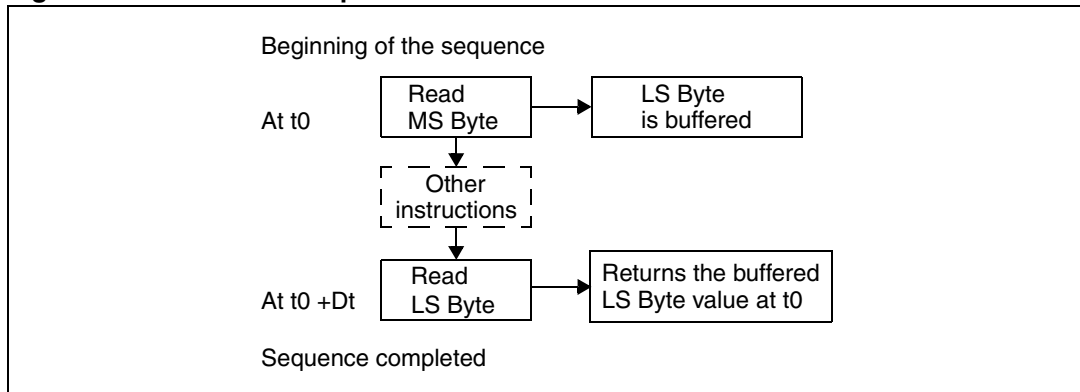 Beginning of the sequence
At t0
Read
MS Byte
LS Byte
is buffered
Other
instructions
At t0 +Dt
Read
LS Byte
Returns the buffered
LS Byte value at t0
Sequence completed